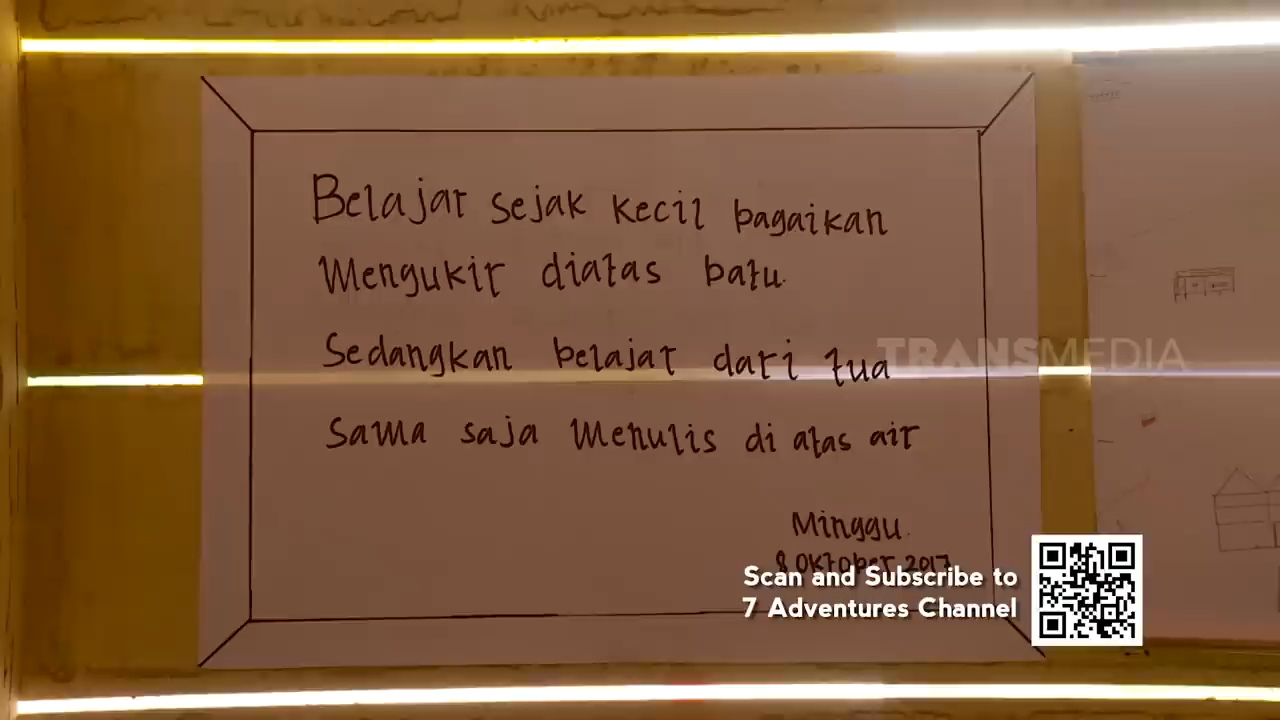 Belajar sejak kecil bagaikan
Mengukir diatas batu.
Sedangkan belajar dari tua
TRANSMEDIA
Sama saja Menulis di atas air
Minggu.
8 Oktober 2017
Scan and Subscribe to
7 Adventures Channel